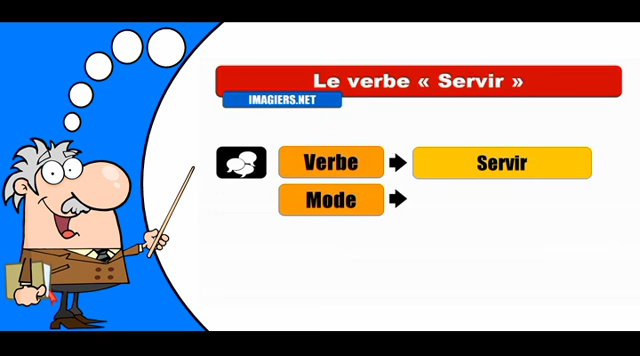 Le verbe « Servir »
IMAGIERS.NET
Verbe
Servir
Mode